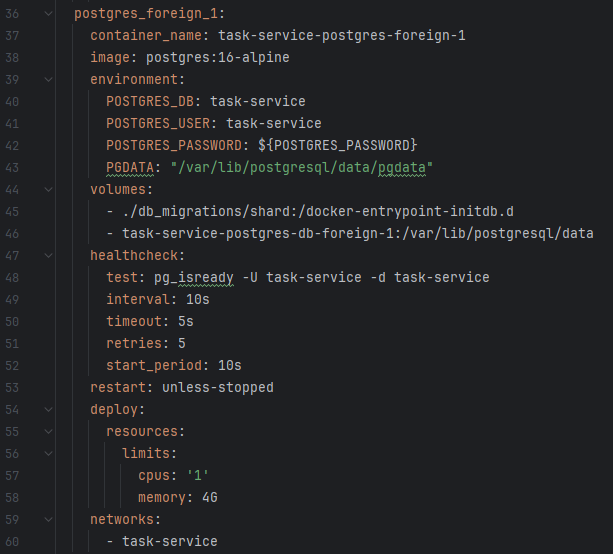 36 postgres_foreign_1:
37 container_name: task-service-postgres-foreign-1
38 image: postgres:16-alpine
39 environment:
40 POSTGRES_DB: task-service
41 POSTGRES_USER: task-service
42 POSTGRES_PASSWORD: ${POSTGRES_PASSWORD}
43 PGDATA: "/var/lib/postgresql/data/pgdata"
44 volumes:
45 - ./db_migrations/shard:/docker-entrypoint-initdb.d
46 - task-service-postgres-db-foreign-1:/var/lib/postgresql/data
47 healthcheck:
48 test: pg_isready -U task-service -d task-service
49 interval: 10s
50 timeout: 5s
51 retries: 5
52 start_period: 10s
53 restart: unless-stopped
54 deploy:
55 resources:
56 limits:
57 cpus: '1'
58 memory: 4G
59 networks:
60 - task-service